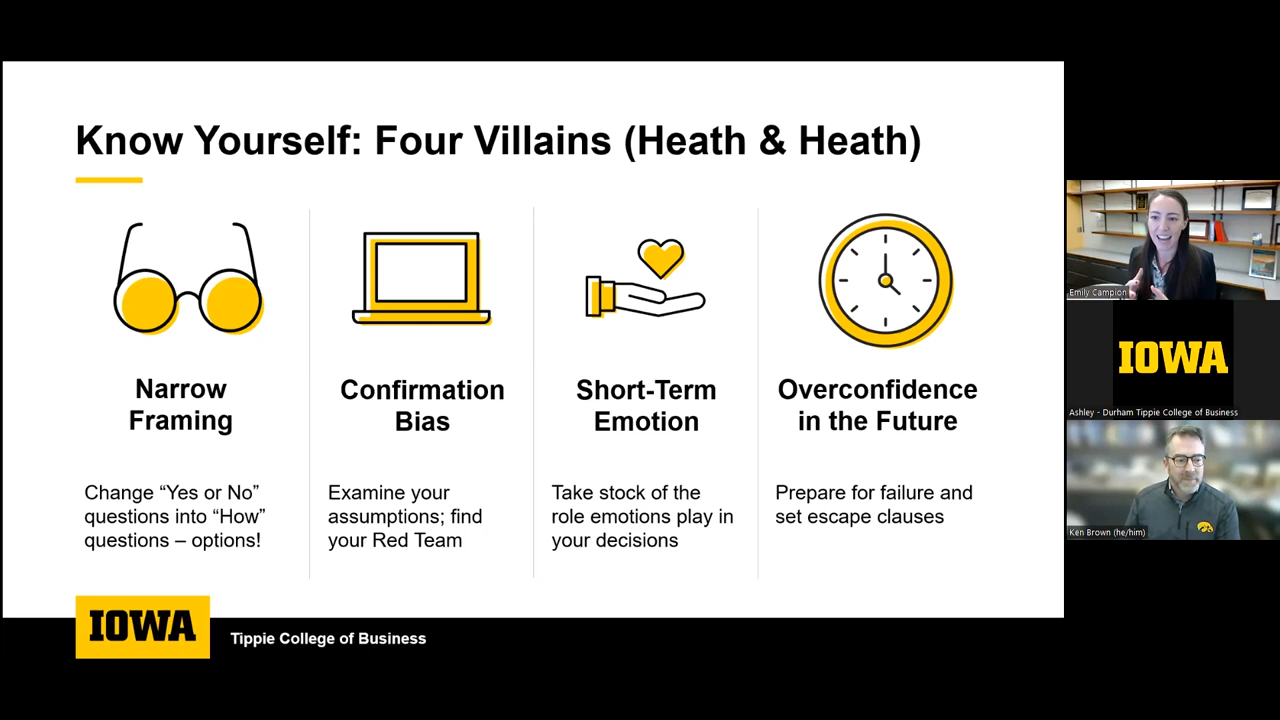 Know Yourself: Four Villains (Heath & Heath)
Narrow
Framing
Change “Yes or No”
questions into “How”
questions – options!
Confirmation
Bias
Examine your
assumptions; find
your Red Team
Short-Term
Emotion
Take stock of the
role emotions play in
your decisions
Overconfidence
in the Future
Prepare for failure and
set escape clauses
IOWA
Tippie College of Business
Emily Campion
IOWA
Ashley - Durham Tippie College of Business
Ken Brown (he/him)